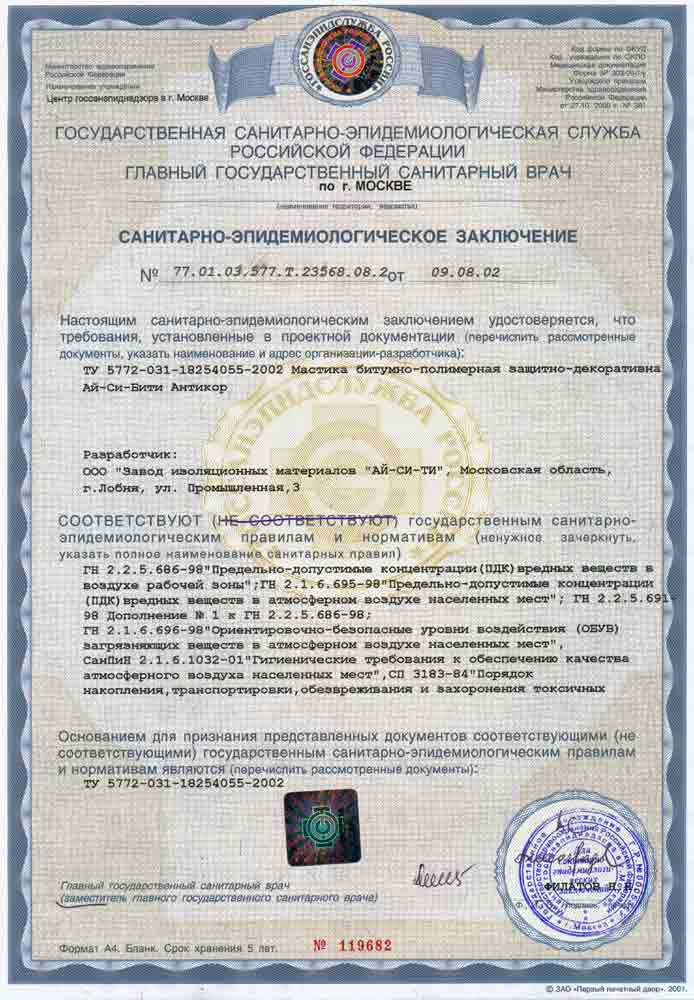 ГОССАНЭПИДСЛУЖБА РОССИИ
Министерство здравоохранения
Российской Федерации
Наименование учреждения
Центр госсанэпиднадзора в г. Москве
Код формы по ОКУД
Код учреждения по ОКПО
Медицинская документация
Форма № 303-00-1/у
Утверждена приказом
Министерства здравоохранения
Российской Федерации
от 27.10. 2000 г. № 381
ГОСУДАРСТВЕННАЯ САНИТАРНО-ЭПИДЕМИОЛОГИЧЕСКАЯ СЛУЖБА
РОССИЙСКОЙ ФЕДЕРАЦИИ
ГЛАВНЫЙ ГОСУДАРСТВЕННЫЙ САНИТАРНЫЙ ВРАЧ
по г. МОСКВЕ
(наименование территории, ведомства)
САНИТАРНО-ЭПИДЕМИОЛОГИЧЕСКОЕ ЗАКЛЮЧЕНИЕ
№ 77.01.03.577.Т.23568.08.2 от 09.08.02
Настоящим санитарно-эпидемиологическим заключением удостоверяется, что
требования, установленные в проектной документации (перечислить рассмотренные
документы, указать наименование и адрес организации-разработчика):
ТУ 5772-031-18254055-2002 Мастика битумно-полимерная защитно-декоративна
Ай-Си-Бити Антикор
Разработчик:
ООО "Завод изоляционных материалов "АЙ-СИ-ТИ", Московская область,
г.Лобня, ул. Промышленная,3
СООТВЕТСТВУЮТ (НЕ СООТВЕТСТВУЮТ) государственным санитарно-
эпидемиологическим правилам и нормативам (ненужное зачеркнуть,
указать полное наименование санитарных правил)
ГН 2.2.5.686-98"Предельно-допустимые концентрации(ПДК)вредных веществ в
воздухе рабочей зоны";ГН 2.1.6.695-98"Предельно-допустимые концентрации
(ПДК)вредных веществ в атмосферном воздухе населенных мест"; ГН 2.2.5.691-
98 Дополнение № 1 к ГН 2.2.5.686-98;
ГН 2.1.6.696-98"Ориентировочно-безопасные уровни воздействия (ОБУВ)
загрязняющих веществ в атмосферном воздухе населенных мест",
СанПиН 2.1.6.1032-01"Гигиенические требования к обеспечению качества
атмосферного воздуха населенных мест",СП 3183-84"Порядок
накопления,транспортировки,обезвреживания и захоронения токсичных
Основанием для признания представленных документов соответствующими (не
соответствующими) государственным санитарно-эпидемиологическим правилам
и нормативам являются (перечислить рассмотренные документы):
ТУ 5772-031-18254055-2002
Главный государственный санитарный врач
(заместитель главного государственного санитарного врача)
ФИЛАТОВ Н.Н.
Формат А4. Бланк. Срок хранения 5 лет.
№ 119682
© ЗАО «Первый печатный двор», 2001.